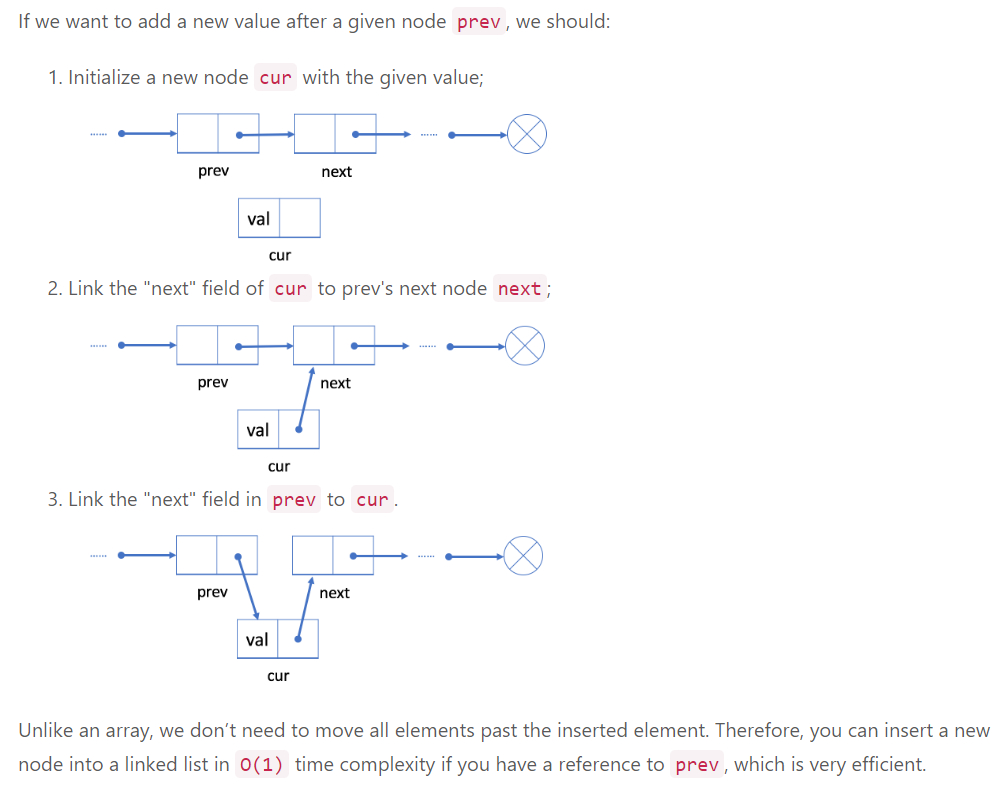 If we want to add a new value after a given node prev, we should:
1. Initialize a new node cur with the given value;
......
......
prev
next
val
cur
2. Link the "next" field of cur to prev's next node next;
......
......
prev
next
val
cur
3. Link the "next" field in prev to cur.
......
......
prev
next
val
cur
Unlike an array, we don’t need to move all elements past the inserted element. Therefore, you can insert a new
node into a linked list in O(1) time complexity if you have a reference to prev, which is very efficient.